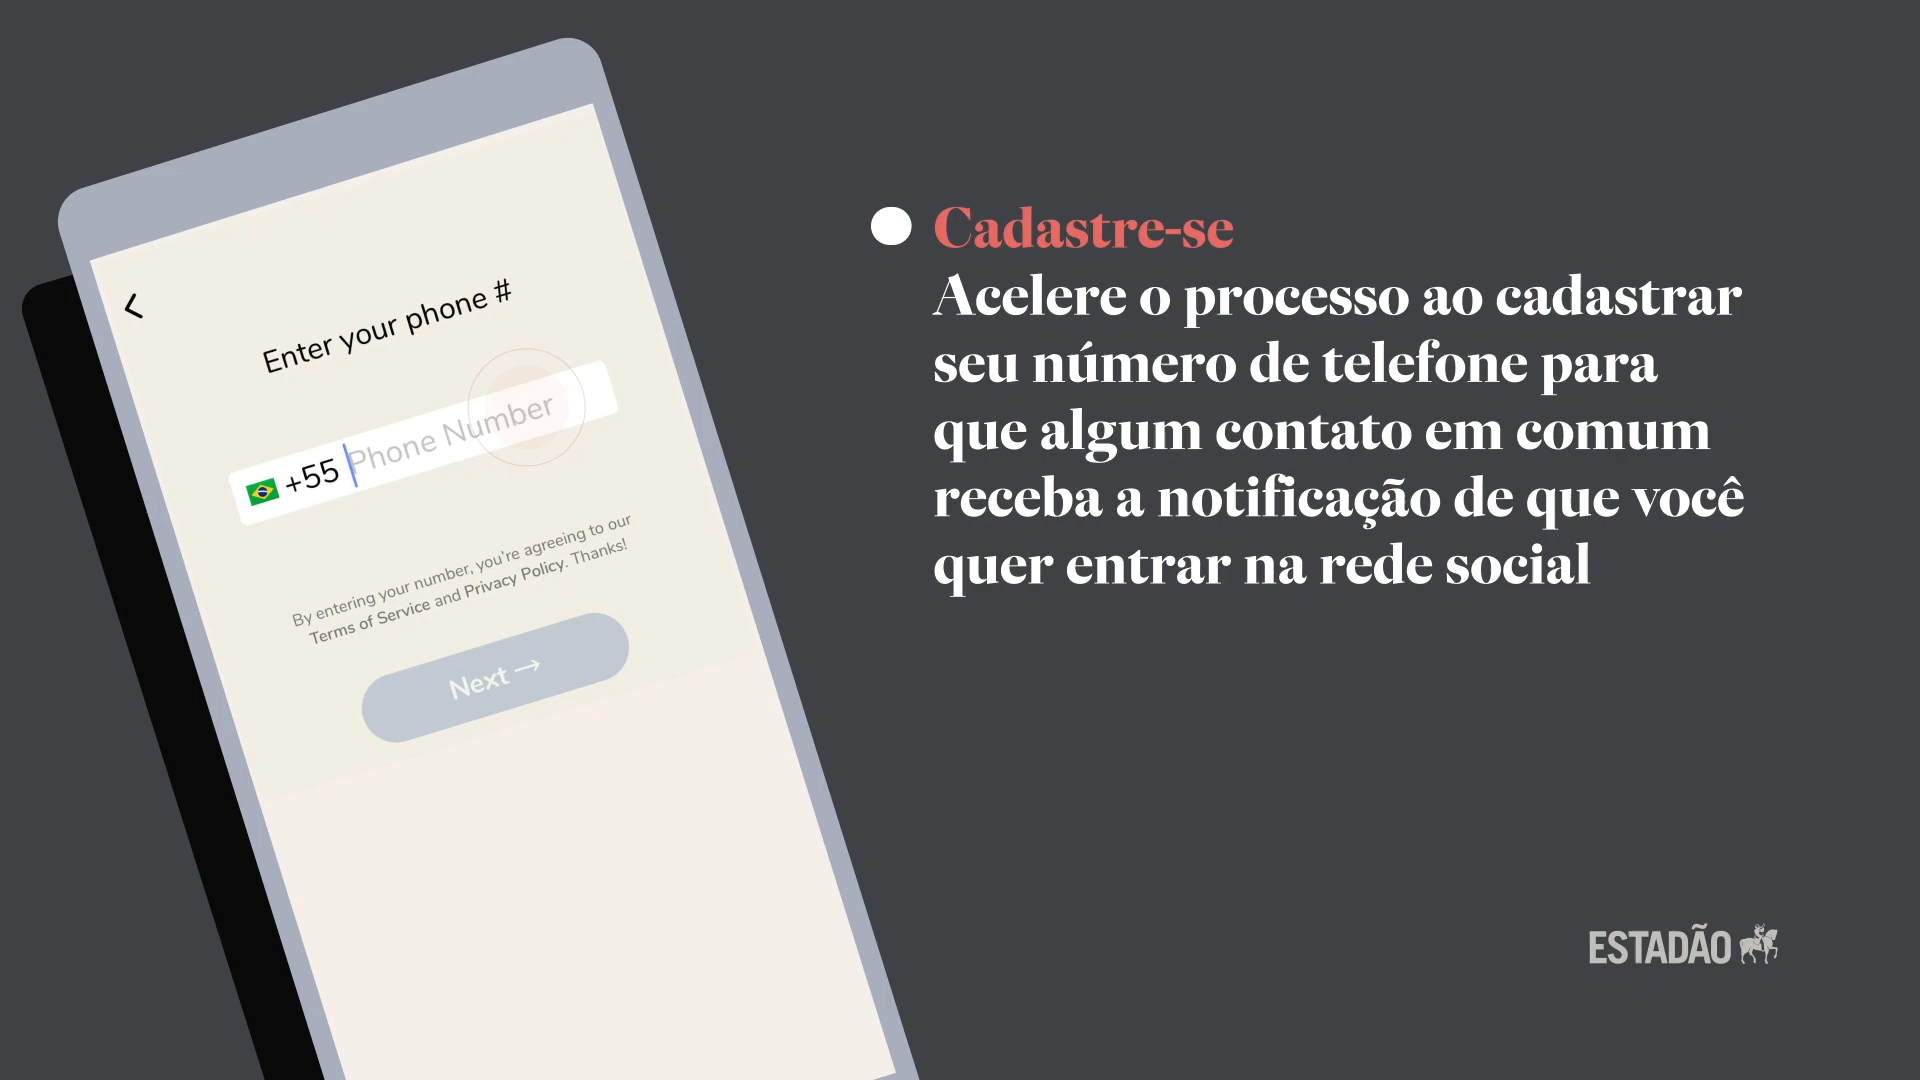 Enter your phone #
+55 Phone Number
By entering your number, you're agreeing to our
Terms of Service and Privacy Policy. Thanks!
Next →
Cadastre-se
Acelere o processo ao cadastrar
seu número de telefone para
que algum contato em comum
receba a notificação de que você
quer entrar na rede social
ESTADÃO